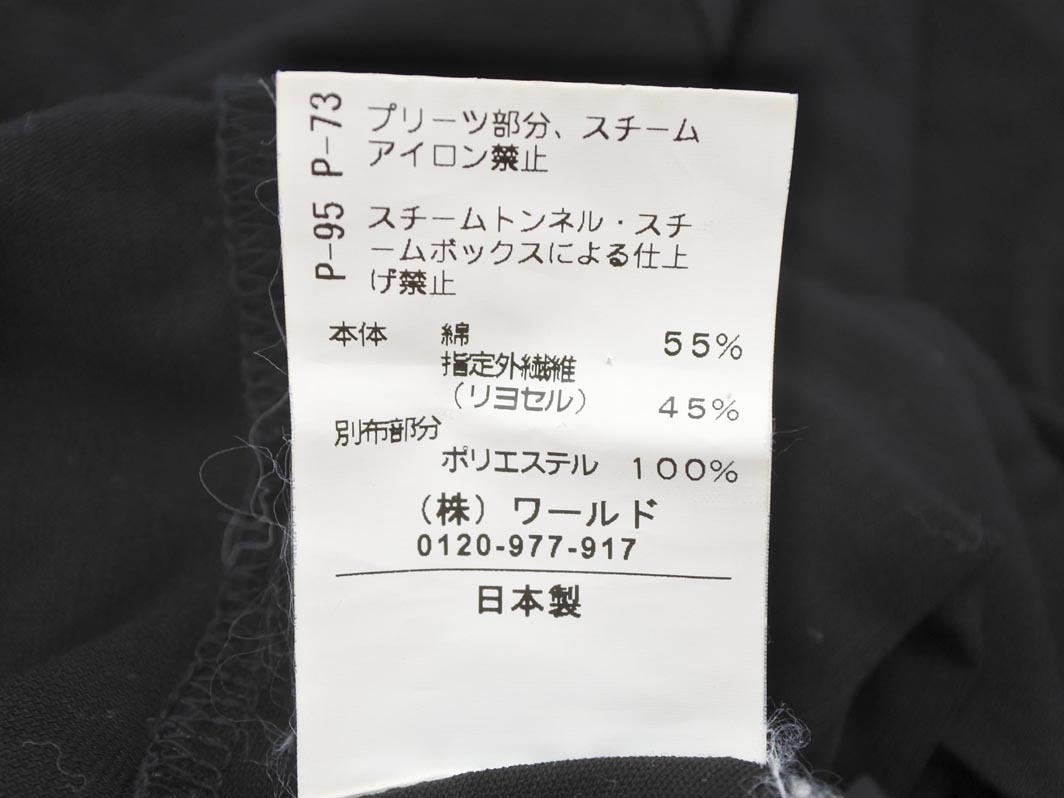 P-73 プリーツ部分、スチーム
アイロン禁止
P-95 スチームトンネル・スチ
ームボックスによる仕上
げ禁止
本体 綿 55%
指定外繊維
（リヨセル） 45%
別布部分
ポリエステル 100%
（株）ワールド
0120-977-917
日本製